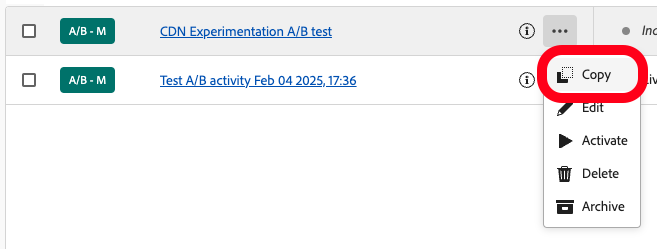 A/B - M CDN Experimentation A/B test
Copy
A/B - M Test A/B activity Feb 04 2025, 17:36
Edit
Activate
Delete
Archive